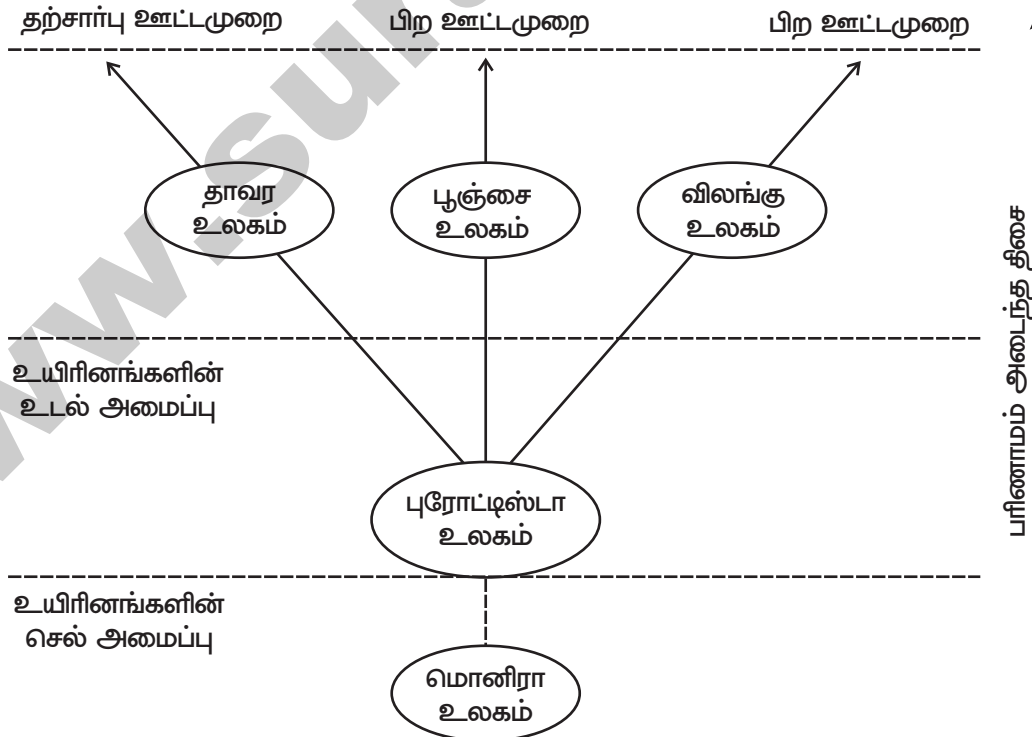 தற்சார்பு ஊட்டமுறை
பிற ஊட்டமுறை
பிற ஊட்டமுறை
தாவர
உலகம்
பூஞ்சை
உலகம்
விலங்கு
உலகம்
உயிரினங்களின்
உடல் அமைப்பு
புரோட்டிஸ்டா
உலகம்
உயிரினங்களின்
செல் அமைப்பு
மொனிரா
உலகம்
பரிணாமம் அடைந்த திசை